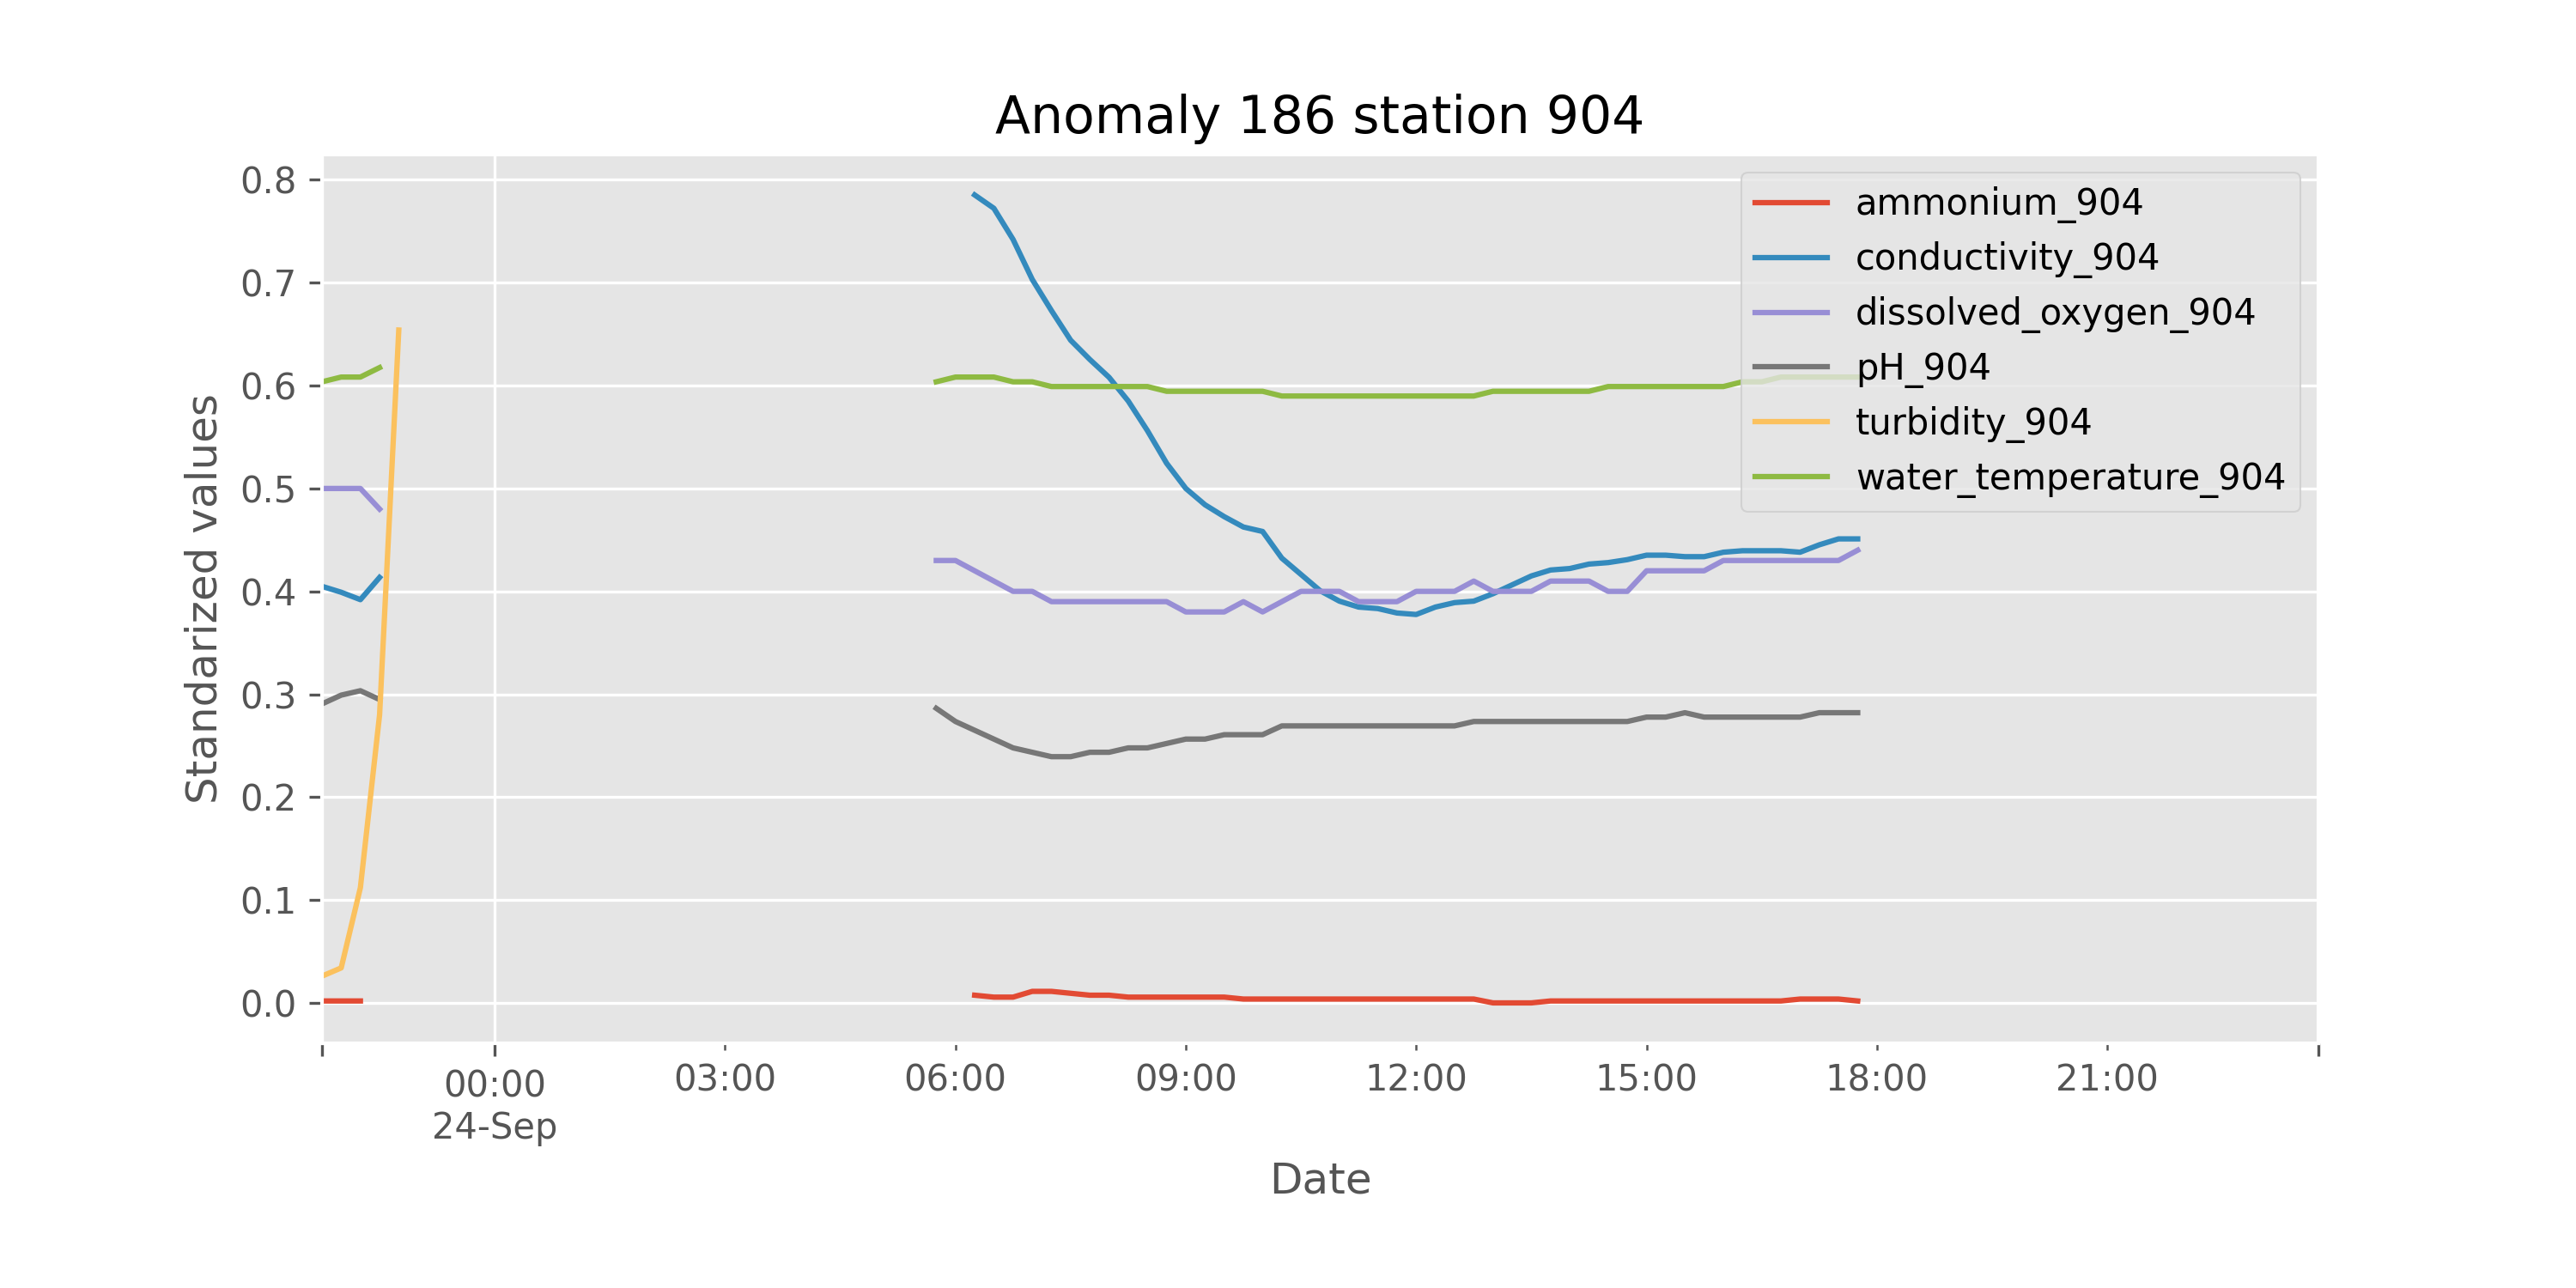 Anomaly 186 station 904
0.8
0.7
0.6
0.5
0.4
0.3
0.2
0.1
0.0
Standarized values
ammonium_904
conductivity_904
dissolved_oxygen_904
pH_904
turbidity_904
water_temperature_904
00:00
24-Sep
03:00
06:00
09:00
12:00
15:00
18:00
21:00
Date